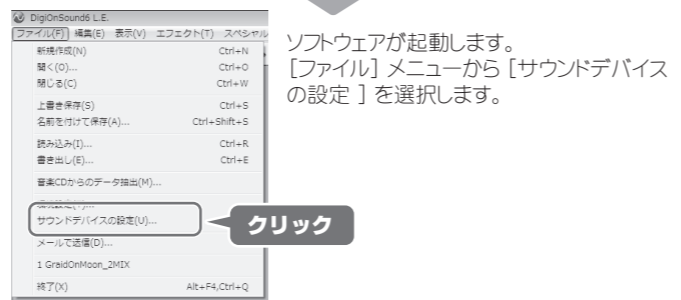 DigiOnSound6 L.E.
ファイル(F) 編集(E) 表示(V) エフェクト(T) スペシャル
新規作成(N) Ctrl+N
開く(O)... Ctrl+O
閉じる(C) Ctrl+W
上書き保存(S) Ctrl+S
名前を付けて保存(A)... Ctrl+Shift+S
読み込み(I)... Ctrl+R
書き出し(E)... Ctrl+E
音楽CDからのデータ抽出(M)...
サウンドデバイスの設定(U)...
メールで送信(D)...
1 GraidOnMoon_2MIX
終了(X) Alt+F4,Ctrl+Q
クリック
ソフトウェアが起動します。
［ファイル］メニューから［サウンドデバイス
の設定 ］を選択します。